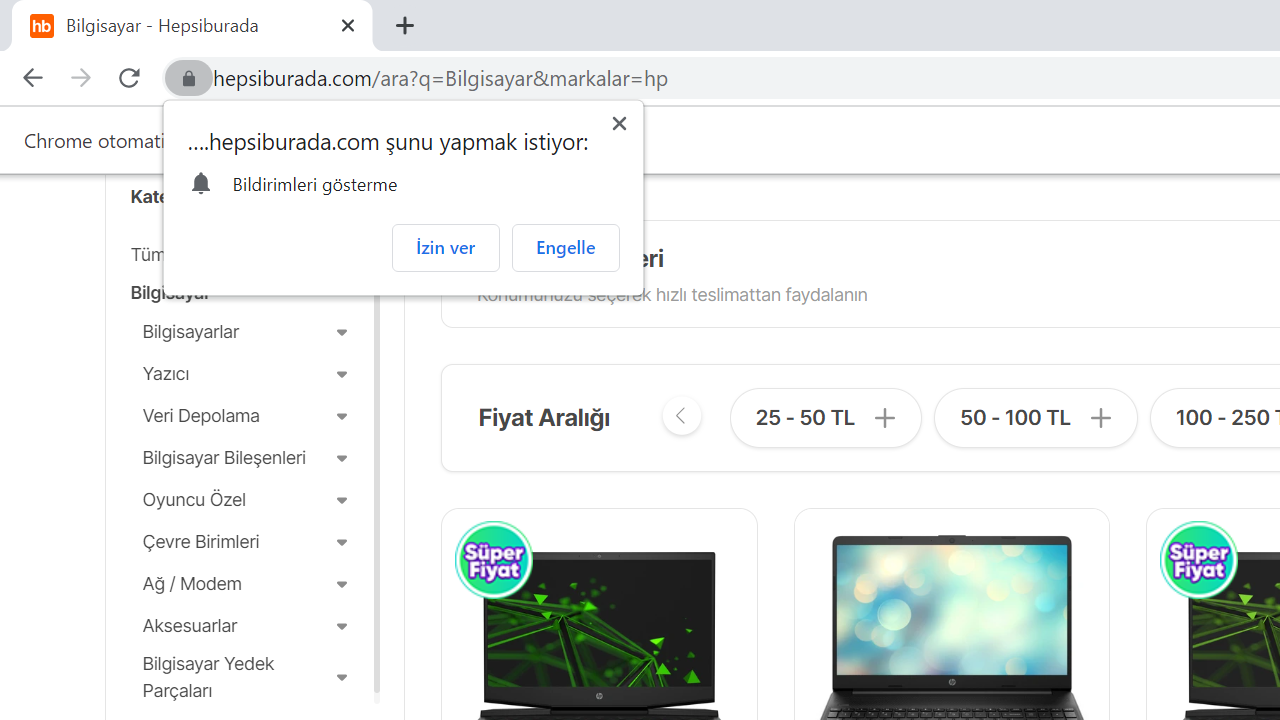 hb Bilgisayar - Hepsiburada
hepsiburada.com/ara?q=Bilgisayar&markalar=hp
Chrome otomati
….hepsiburada.com şunu yapmak istiyor:
Bildirimleri gösterme
İzin ver
Engelle
Kate
Tüm
Bilgisayar
Bilgisayarlar
Yazıcı
Veri Depolama
Bilgisayar Bileşenleri
Oyuncu Özel
Çevre Birimleri
Ağ / Modem
Aksesuarlar
Bilgisayar Yedek
Parçaları
eri
Konumunuzu seçerek hızlı teslimattan faydalanın
Fiyat Aralığı
25 - 50 TL
50 - 100 TL
100 - 250 T
Süper
Fiyat
hp
hp
Süper
Fiyat